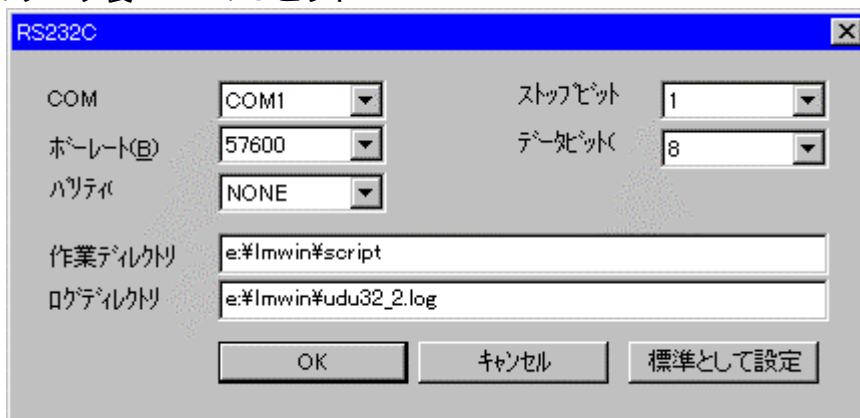 RS232C
COM COM1 ストップビット 1
ボーレート(B) 57600 データビット( 8
パリティ( NONE
作業ディレクトリ e:¥lmwin¥script
ログディレクトリ e:¥lmwin¥udu32_2.log
OK キャンセル 標準として設定